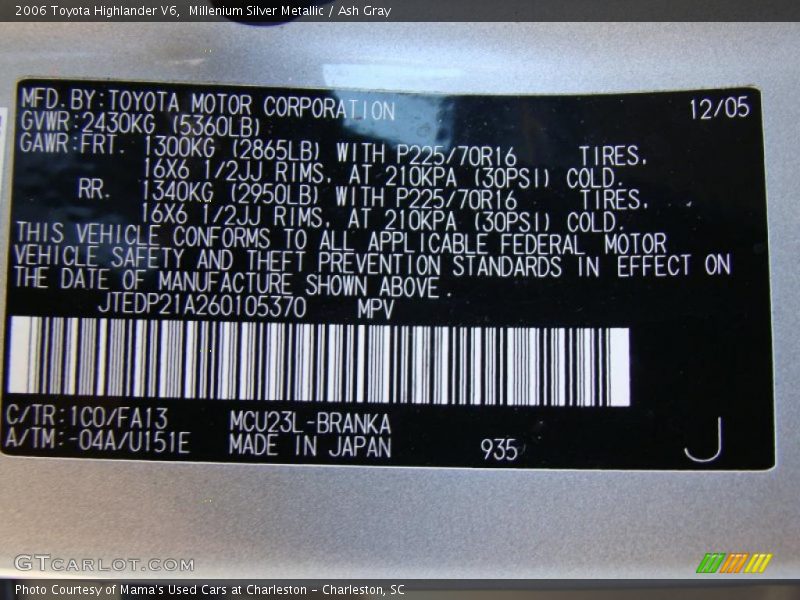 2006 Toyota Highlander V6,  Millenium Silver Metallic / Ash Gray
MFD.BY:TOYOTA MOTOR CORPORATION 12/05
GVWR:2430KG (5360LB)
GAWR:FRT. 1300KG (2865LB) WITH P225/70R16 TIRES.
16X6 1/2JJ RIMS, AT 210KPA (30PSI) COLD.
RR. 1340KG (2950LB) WITH P225/70R16 TIRES.
16X6 1/2JJ RIMS, AT 210KPA (30PSI) COLD.
THIS VEHICLE CONFORMS TO ALL APPLICABLE FEDERAL MOTOR
VEHICLE SAFETY AND THEFT PREVENTION STANDARDS IN EFFECT ON
THE DATE OF MANUFACTURE SHOWN ABOVE.
JTEDP21A260105370 MPV
C/TR:1C0/FA13 MCU23L-BRANKA
A/TM:-04A/U151E MADE IN JAPAN 935 J
GTCARLOT.COM
Photo Courtesy of Mama's Used Cars at Charleston - Charleston, SC